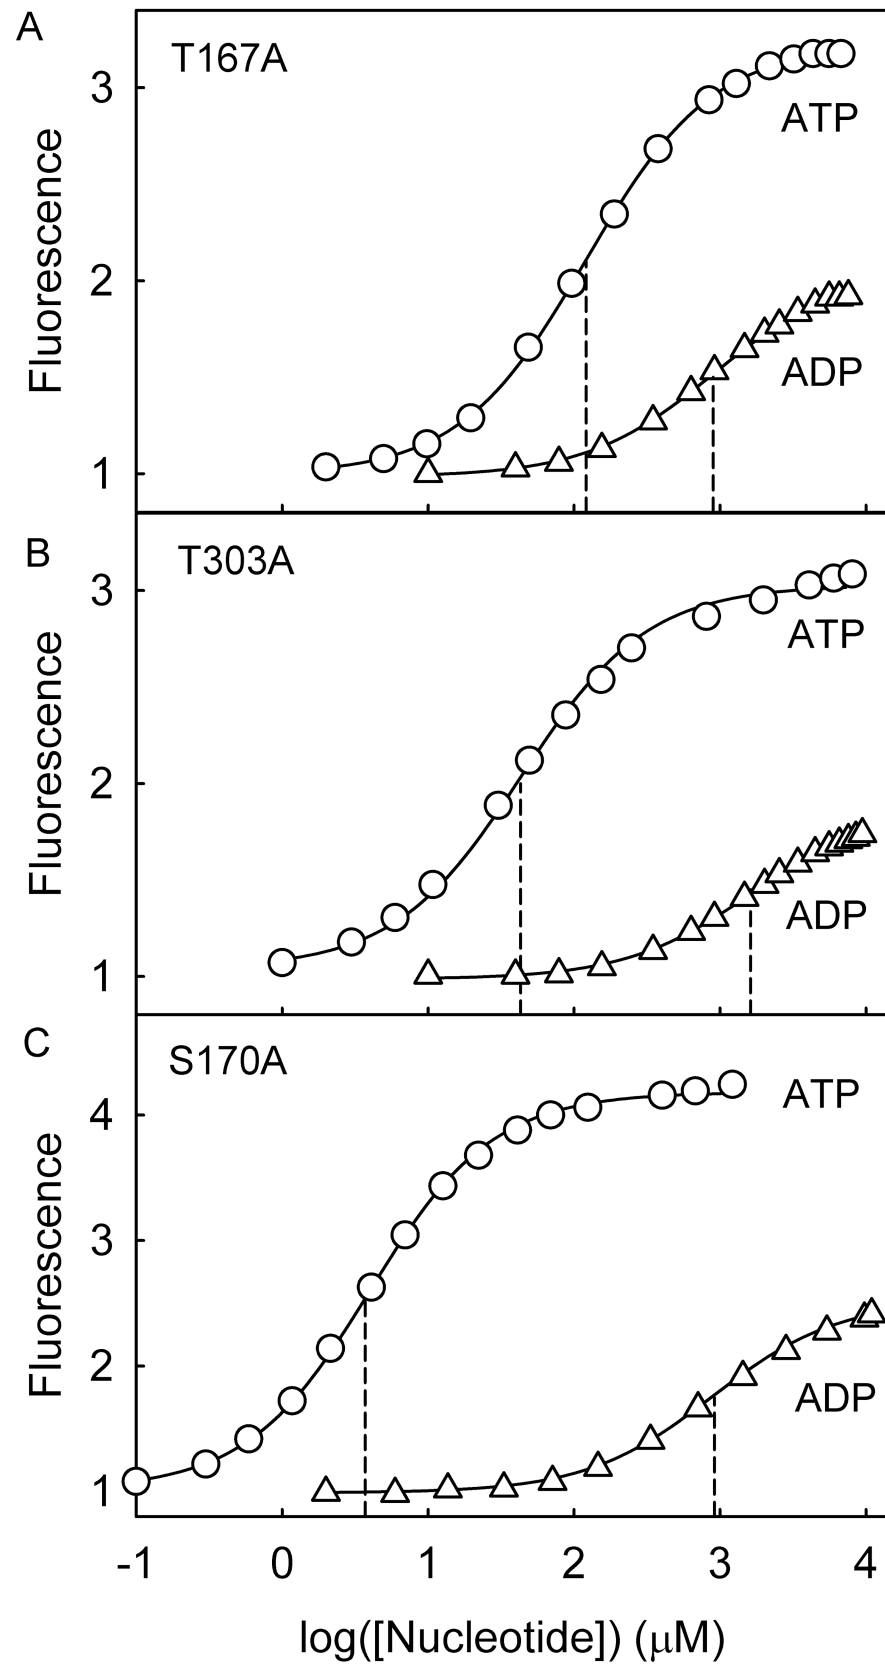 A
T167A
3
ATP
Fluorescence
2
ADP
1
B
T303A
3
ATP
Fluorescence
2
ADP
1
C
S170A
4
ATP
Fluorescence
3
2
ADP
1
-1 0 1 2 3 4
log([Nucleotide]) (μM)